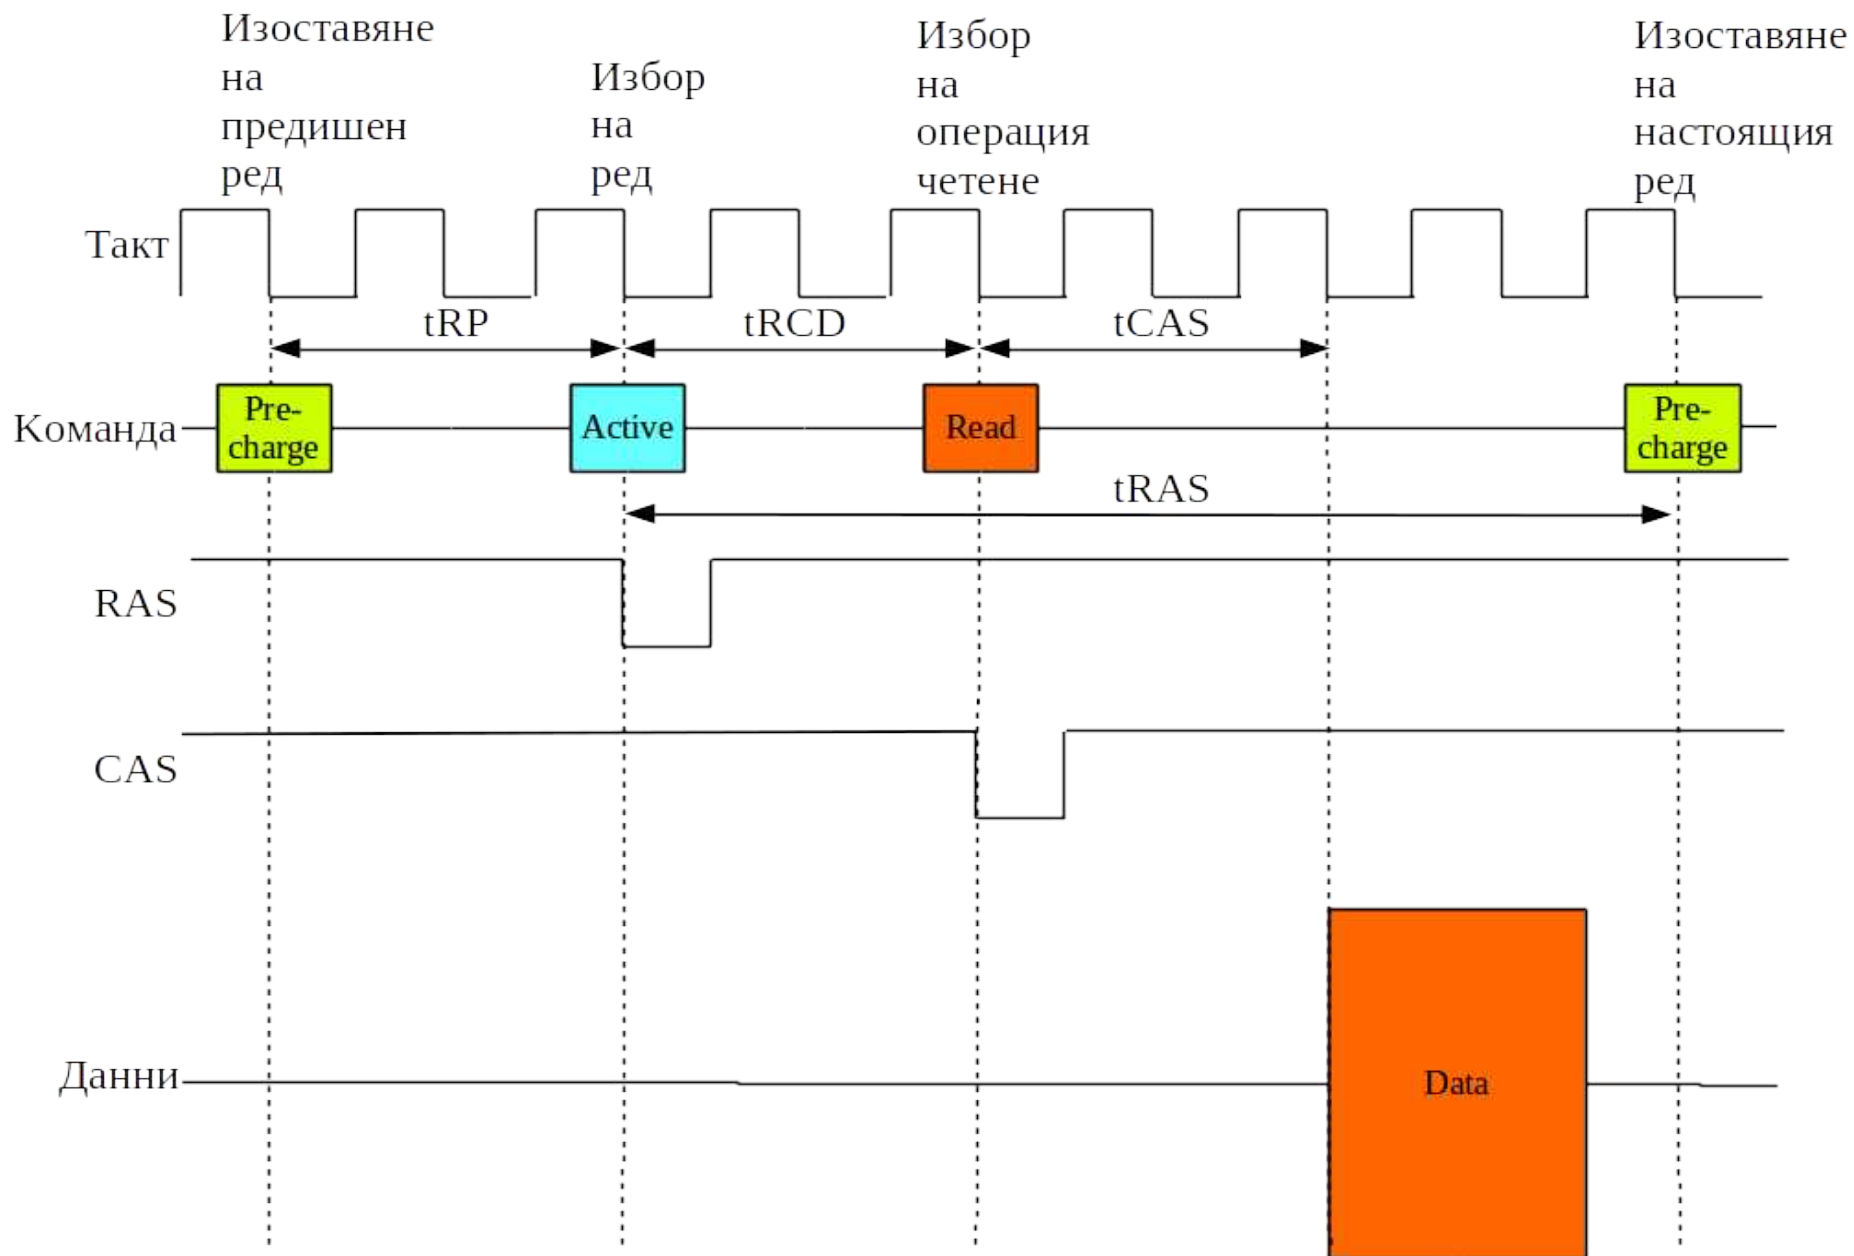 Изоставяне
на
предишен
ред
Избор
на
ред
Избор
на
операция
четене
Изоставяне
на
настоящия
ред
Такт
tRP
tRCD
tCAS
Команда
Pre-
charge
Active
Read
Pre-
charge
tRAS
RAS
CAS
Данни
Data